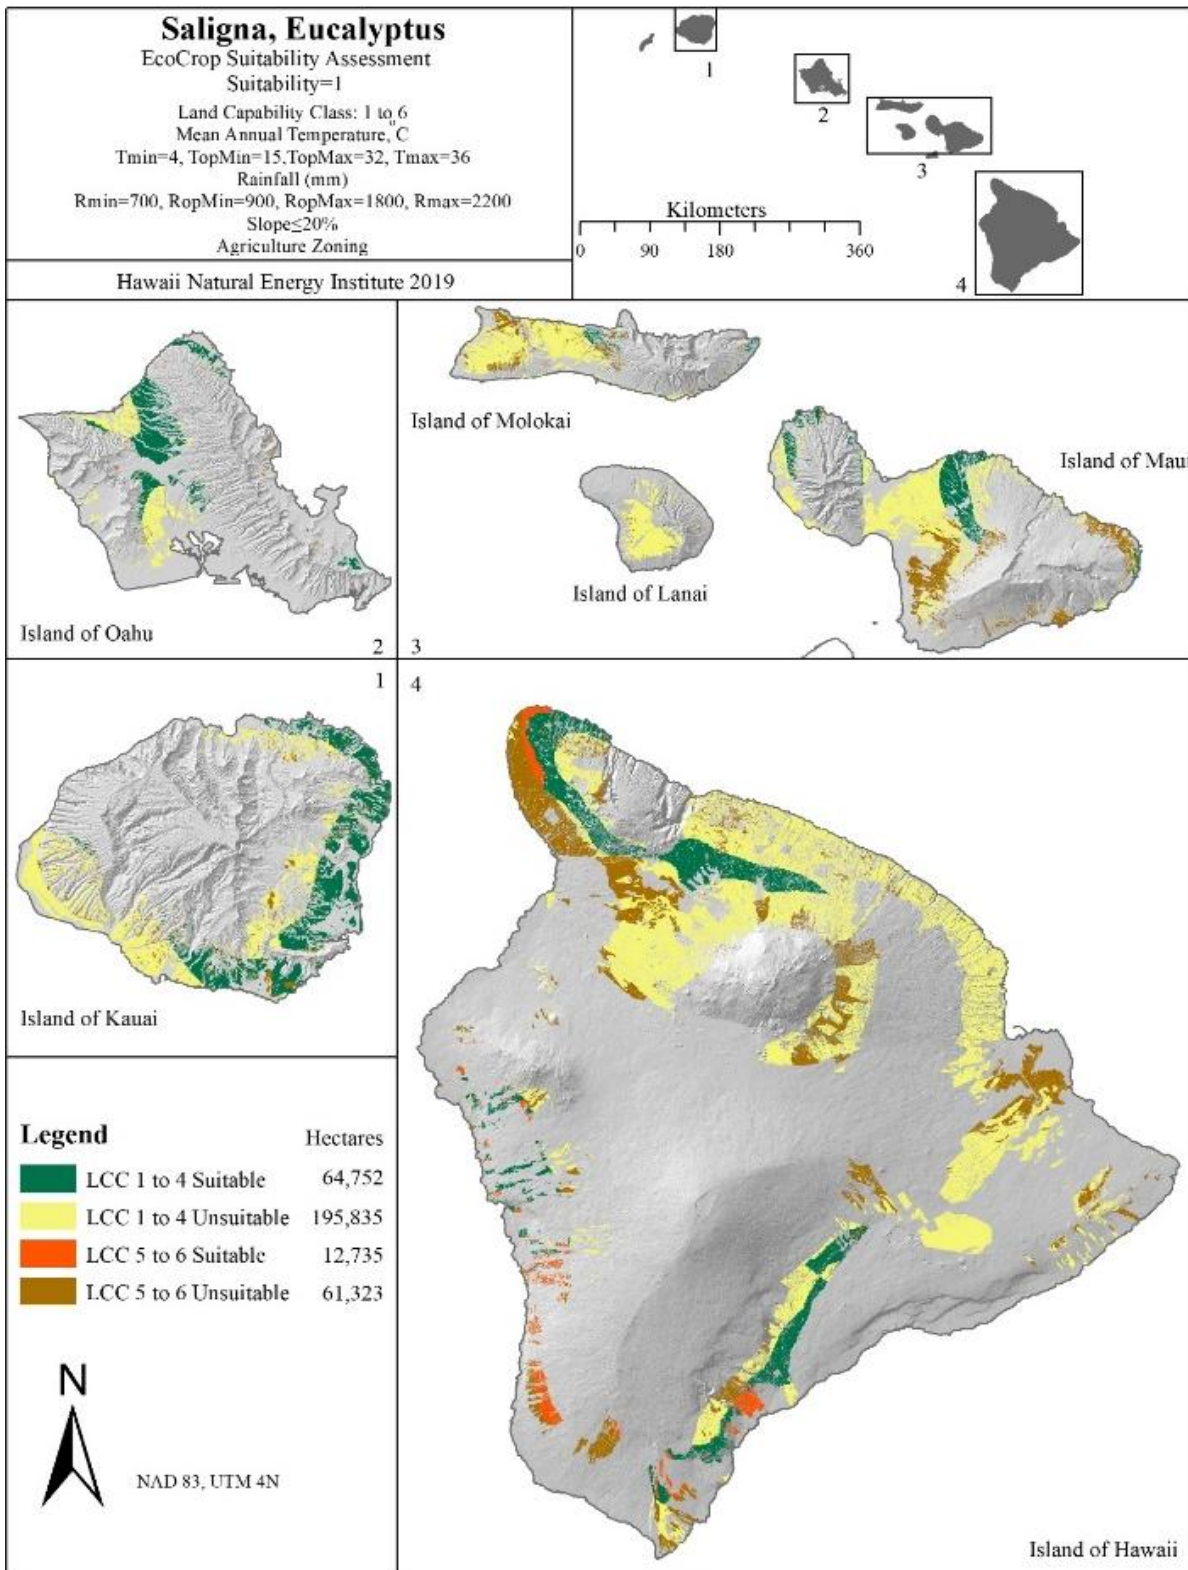 Saligna, Eucalyptus
EcoCrop Suitability Assessment
Suitability=1
Land Capability Class: 1 to 6
Mean Annual Temperature,°C
Tmin=4, TopMin=15,TopMax=32, Tmax=36
Rainfall (mm)
Rmin=700, RopMin=900, RopMax=1800, Rmax=2200
Slope≤20%
Agriculture Zoning
Hawaii Natural Energy Institute 2019
1
2
3
4
Kilometers
0 90 180 360
Island of Oahu
2
Island of Molokai
Island of Lanai
Island of Maui
3
1
Island of Kauai
4
Island of Hawaii
Legend Hectares
LCC 1 to 4 Suitable 64,752
LCC 1 to 4 Unsuitable 195,835
LCC 5 to 6 Suitable 12,735
LCC 5 to 6 Unsuitable 61,323
N
NAD 83, UTM 4N